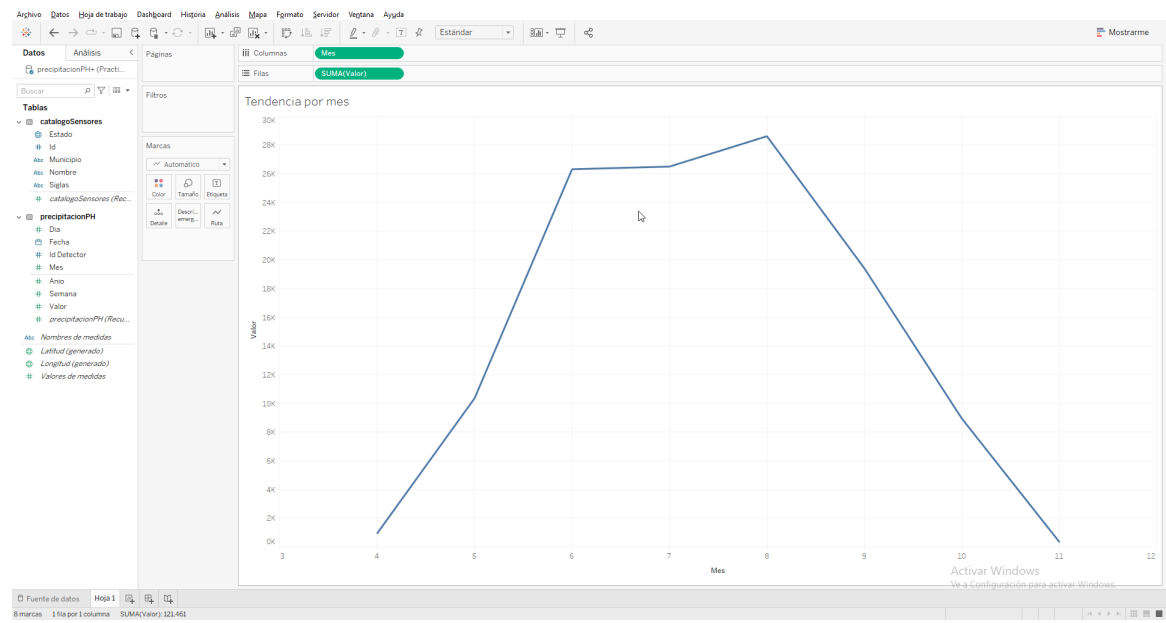 Archivo Datos Hoja de trabajo Dashboard Historia Análisis Mapa Formato Servidor Ventana Ayuda
Estándar
Mostrarme
Datos Análisis
precipitacionPH+ (Practi...
Buscar
Tablas
catalogoSensores
Estado
Id
Abc Municipio
Abc Nombre
Abc Siglas
catalogoSensores (Rec...
precipitacionPH
Dia
Fecha
Id Detector
Mes
Anio
Semana
Valor
precipitacionPH (Recu...
Abc Nombres de medidas
Latitud (generado)
Longitud (generado)
Valores de medidas
Páginas
Filtros
Marcas
Automático
Color Tamaño Etiqueta
Detalle Descri... emerg... Ruta
Columnas Mes
Filas SUMA(Valor)
Tendencia por mes
30K
28K
26K
24K
22K
20K
18K
16K
14K
12K
10K
8K
6K
4K
2K
0K
Valor
3 4 5 6 7 8 9 10 11 12
Mes
Activar Windows
Ve a Configuración para activar Windows.
Fuente de datos Hoja 1
8 marcas 1 fila por 1 columna SUMA(Valor): 121.461